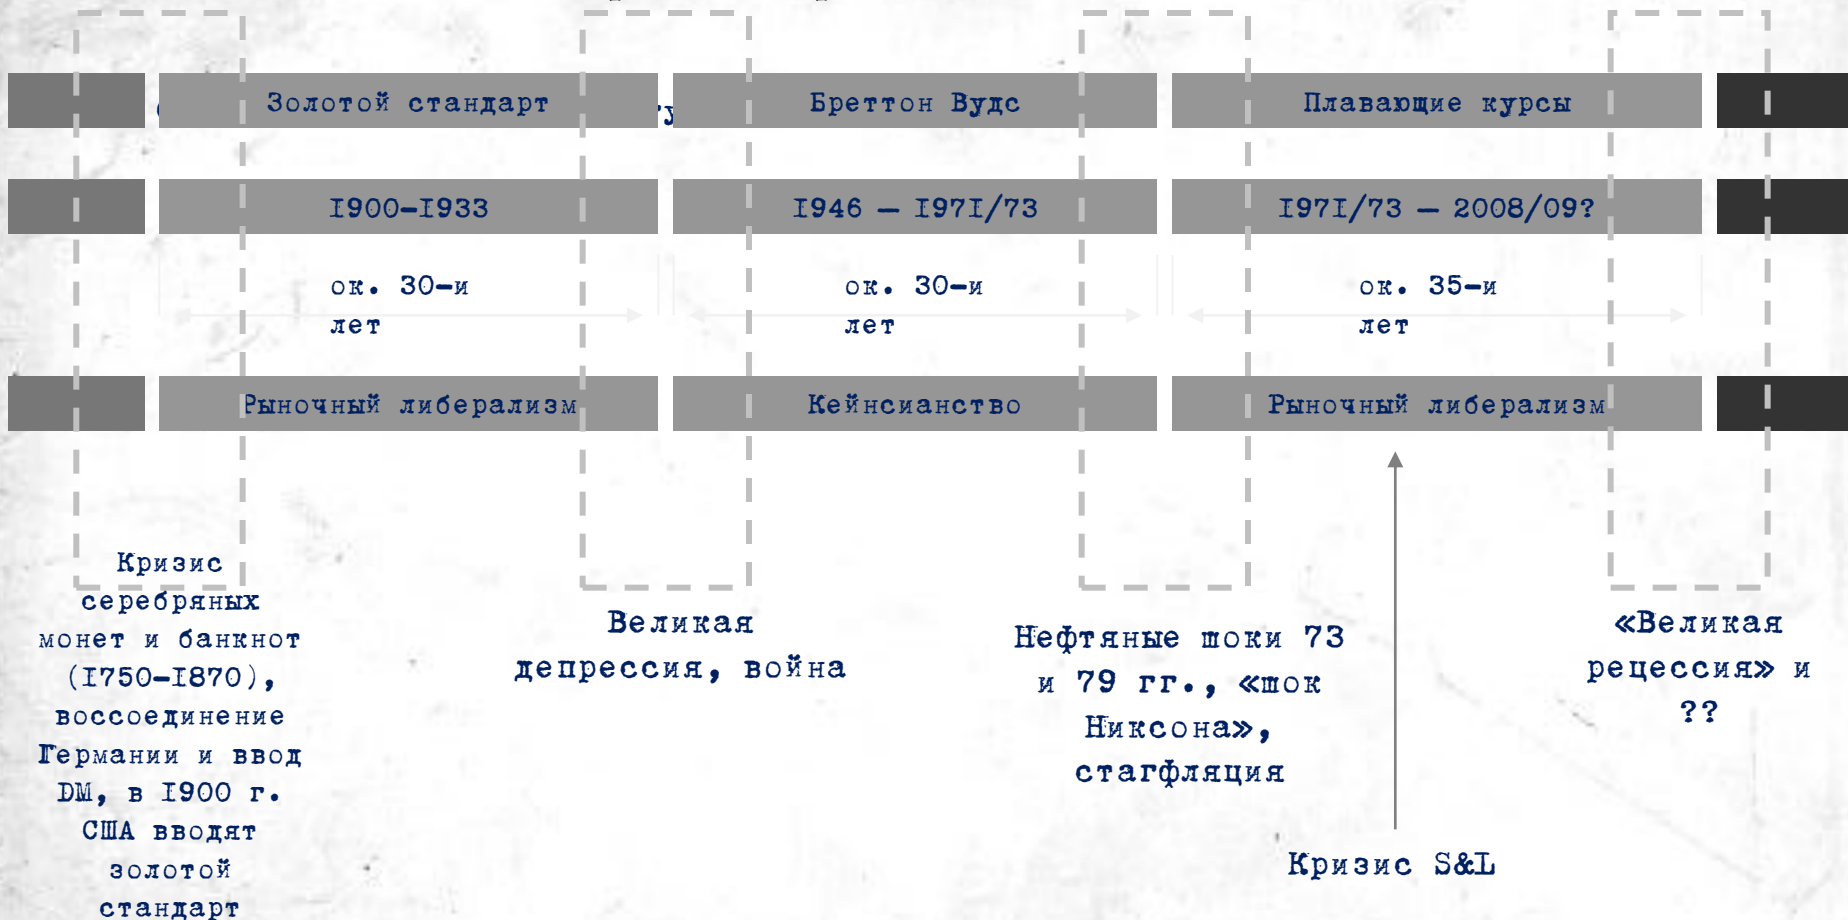 Золотой стандарт
Бреттон Вудс
Плавающие курсы
1900–1933
1946 – 1971/73
1971/73 – 2008/09?
ок. 30–и
лет
ок. 30–и
лет
ок. 35–и
лет
Рыночный либерализм
Кейнсианство
Рыночный либерализм
Кризис
серебряных
монет и банкнот
(1750–1870),
воссоединение
Германии и ввод
DM, в 1900 г.
США вводят
золотой
стандарт
Великая
депрессия, война
Нефтяные шоки 73
и 79 гг., «шок
Никсона»,
стагфляция
Кризис S&L
«Великая
рецессия» и
??